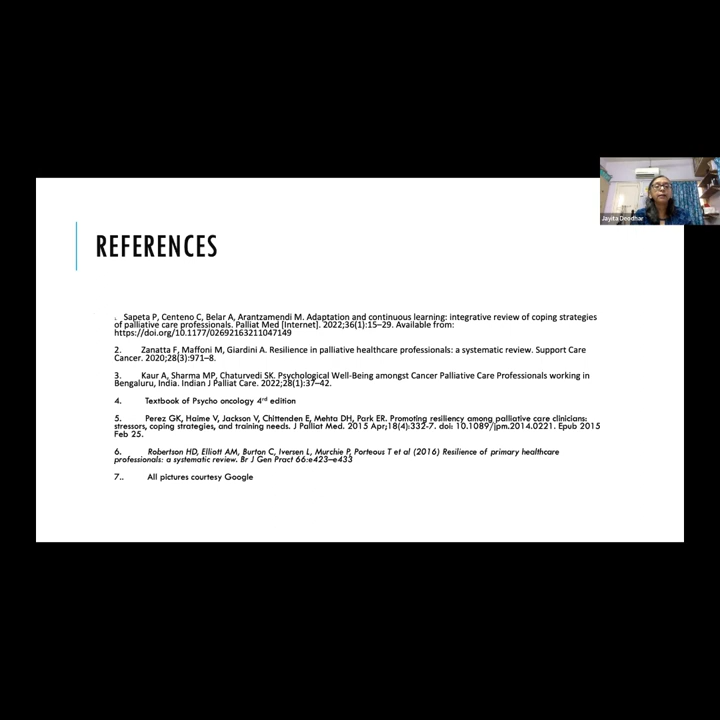 REFERENCES
. Sapeta P, Centeno C, Belar A, Arantzamendi M. Adaptation and continuous learning: integrative review of coping strategies
of palliative care professionals. Palliat Med [Internet]. 2022;36(1):15–29. Available from:
https://doi.org/10.1177/02692163211047149
2. Zanatta F, Maffoni M, Giardini A. Resilience in palliative healthcare professionals: a systematic review. Support Care
Cancer. 2020;28(3):971–8.
3. Kaur A, Sharma MP, Chaturvedi SK. Psychological Well-Being amongst Cancer Palliative Care Professionals working in
Bengaluru, India. Indian J Palliat Care. 2022;28(1):37–42.
4. Textbook of Psycho oncology 4rd edition
5. Perez GK, Haime V, Jackson V, Chittenden E, Mehta DH, Park ER. Promoting resiliency among palliative care clinicians:
stressors, coping strategies, and training needs. J Palliat Med. 2015 Apr;18(4):332-7. doi: 10.1089/jpm.2014.0221. Epub 2015
Feb 25.
6. Robertson HD, Elliott AM, Burton C, Iversen L, Murchie P, Porteous T et al (2016) Resilience of primary healthcare
professionals: a systematic review. Br J Gen Pract 66:e423–e433
7.. All pictures courtesy Google
Jayita Deodhar